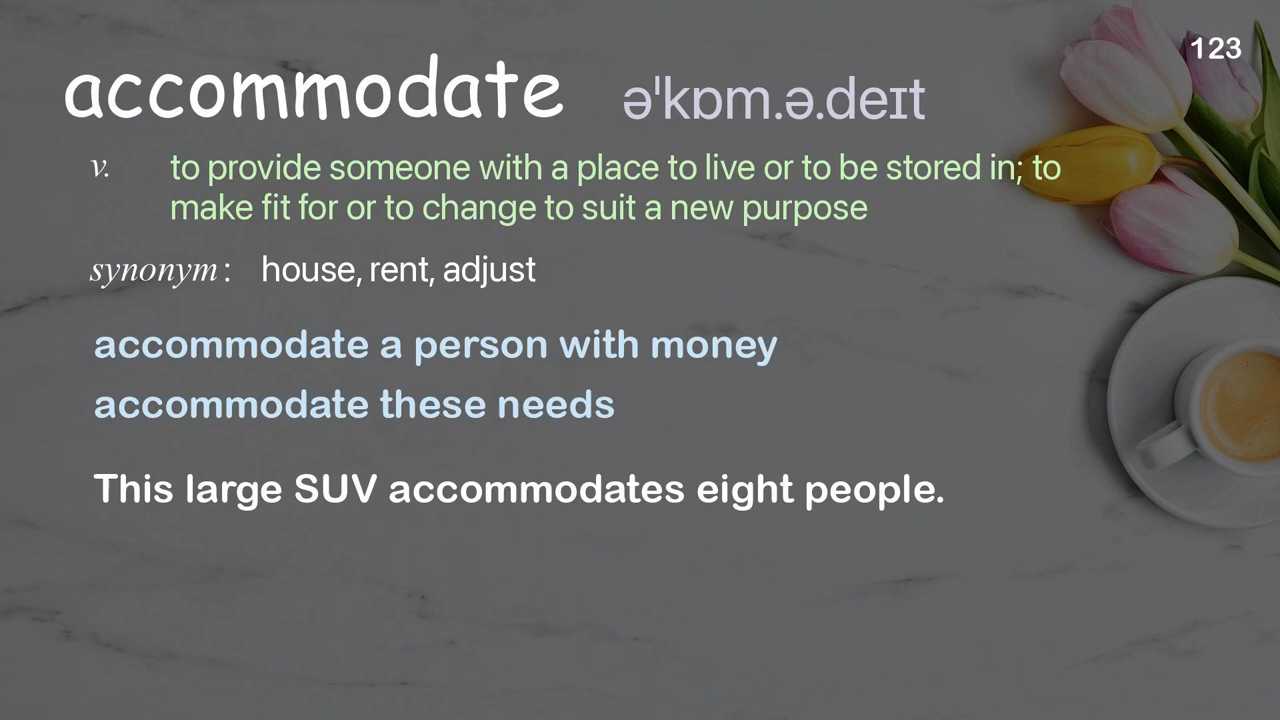 123
accommodate əˈkɒm.ə.deɪt
v. to provide someone with a place to live or to be stored in; to
make fit for or to change to suit a new purpose
synonym : house, rent, adjust
accommodate a person with money
accommodate these needs
This large SUV accommodates eight people.